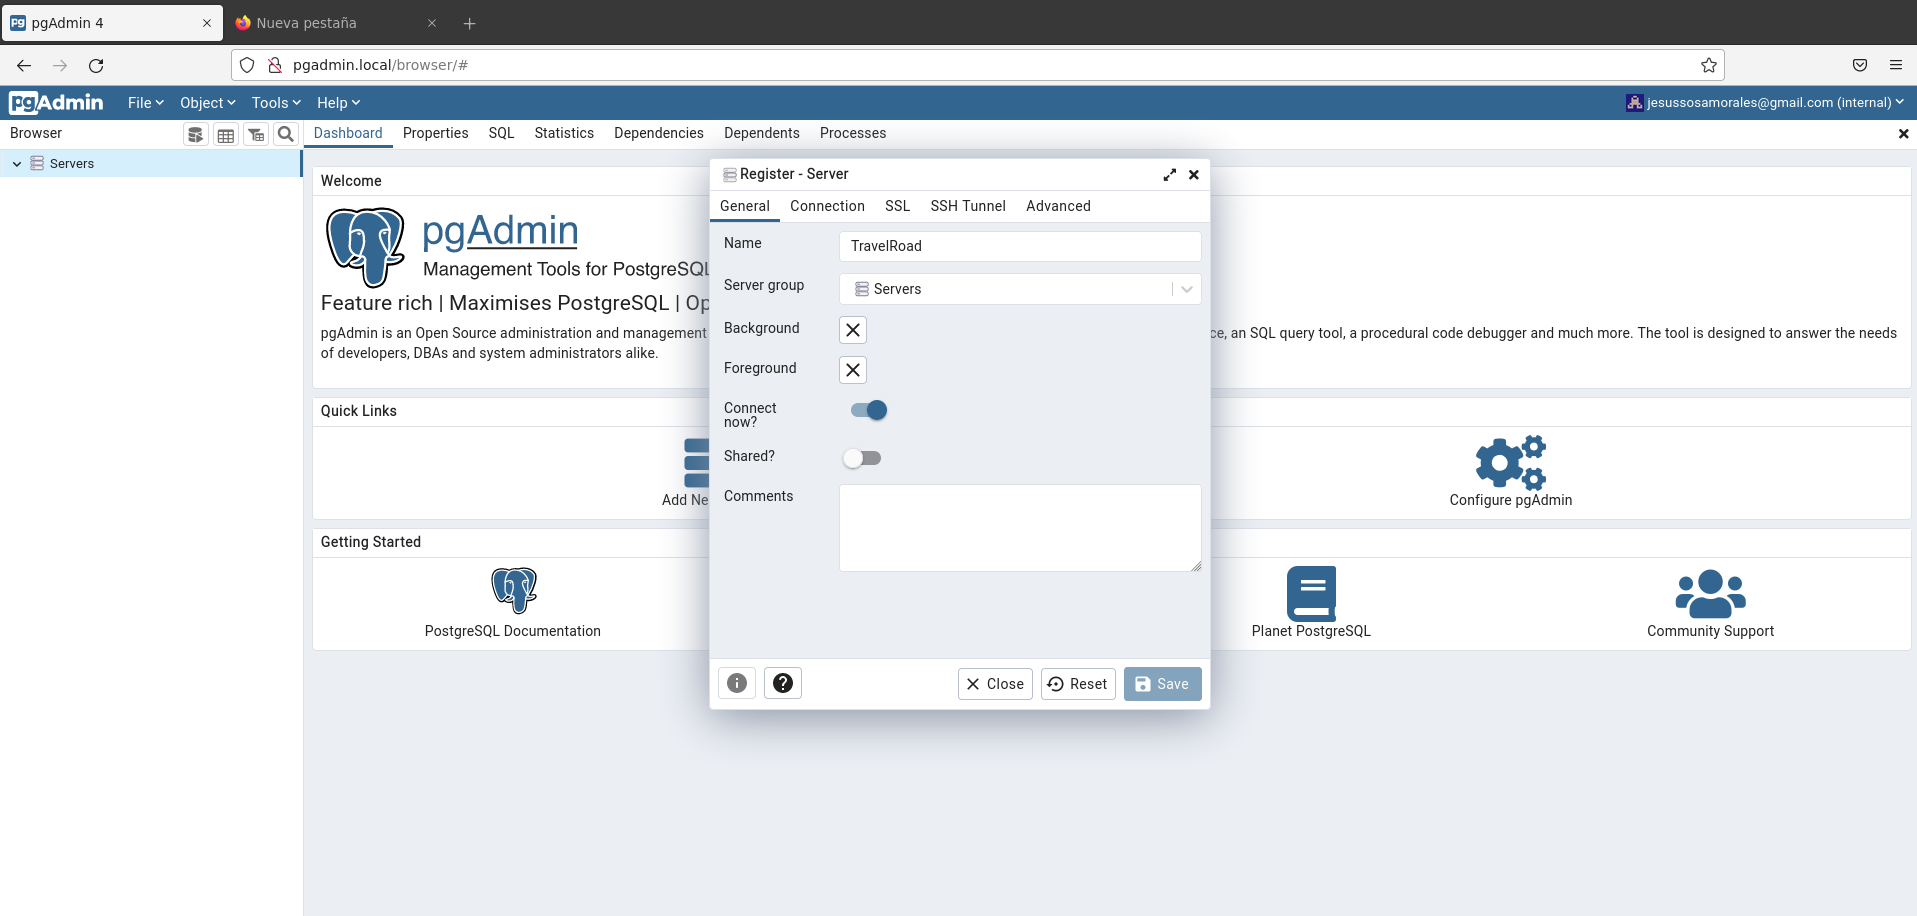 pgAdmin 4
Nueva pestaña
pgadmin.local/browser/#
pgAdmin
File Object Tools Help
jesussosamorales@gmail.com (internal)
Browser
Dashboard Properties SQL Statistics Dependencies Dependents Processes
Servers
Welcome
pgAdmin
Management Tools for PostgreSQL
Feature rich | Maximises PostgreSQL | Op
pgAdmin is an Open Source administration and management
ce, an SQL query tool, a procedural code debugger and much more. The tool is designed to answer the needs
of developers, DBAs and system administrators alike.
Quick Links
Add Ne
Configure pgAdmin
Getting Started
PostgreSQL Documentation
Planet PostgreSQL
Community Support
Register - Server
General Connection SSL SSH Tunnel Advanced
Name
TravelRoad
Server group
Servers
Background
Foreground
Connect
now?
Shared?
Comments
Close Reset Save